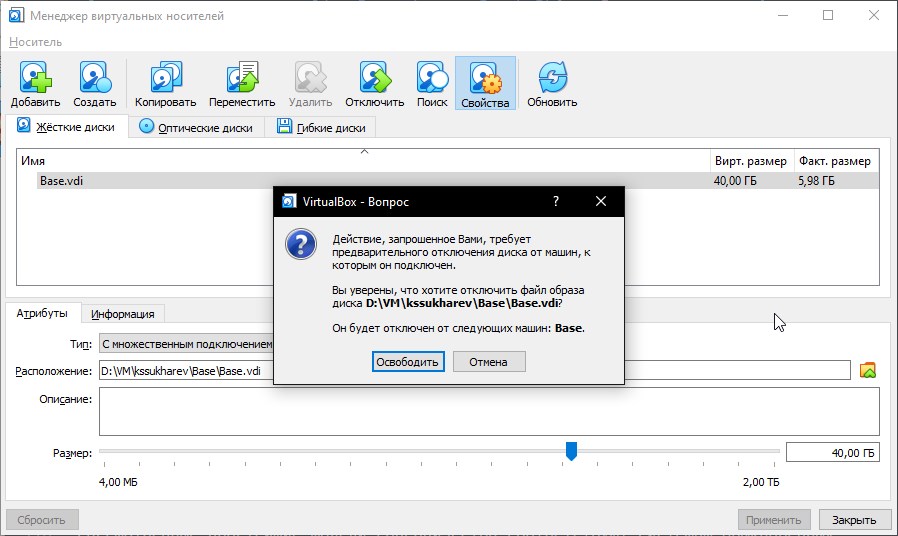 Менеджер виртуальных носителей
Носитель
Добавить Создать Копировать Переместить Удалить Отключить Поиск Свойства Обновить
Жёсткие диски Оптические диски Гибкие диски
Имя Вирт. размер Факт. размер
Base.vdi 40,00 ГБ 5,98 ГБ
VirtualBox - Вопрос ?
Действие, запрошенное Вами, требует
предварительного отключения диска от машин, к
которым он подключен.
Вы уверены, что хотите отключить файл образа
диска D:\VM\kssukharev\Base\Base.vdi?
Он будет отключен от следующих машин: Base.
Освободить Отмена
Атрибуты Информация
Тип: С множественным подключением
Расположение: D:\VM\kssukharev\Base\Base.vdi
Описание:
Размер: 40,00 ГБ
4,00 МБ 2,00 ТБ
Сбросить Применить Закрыть